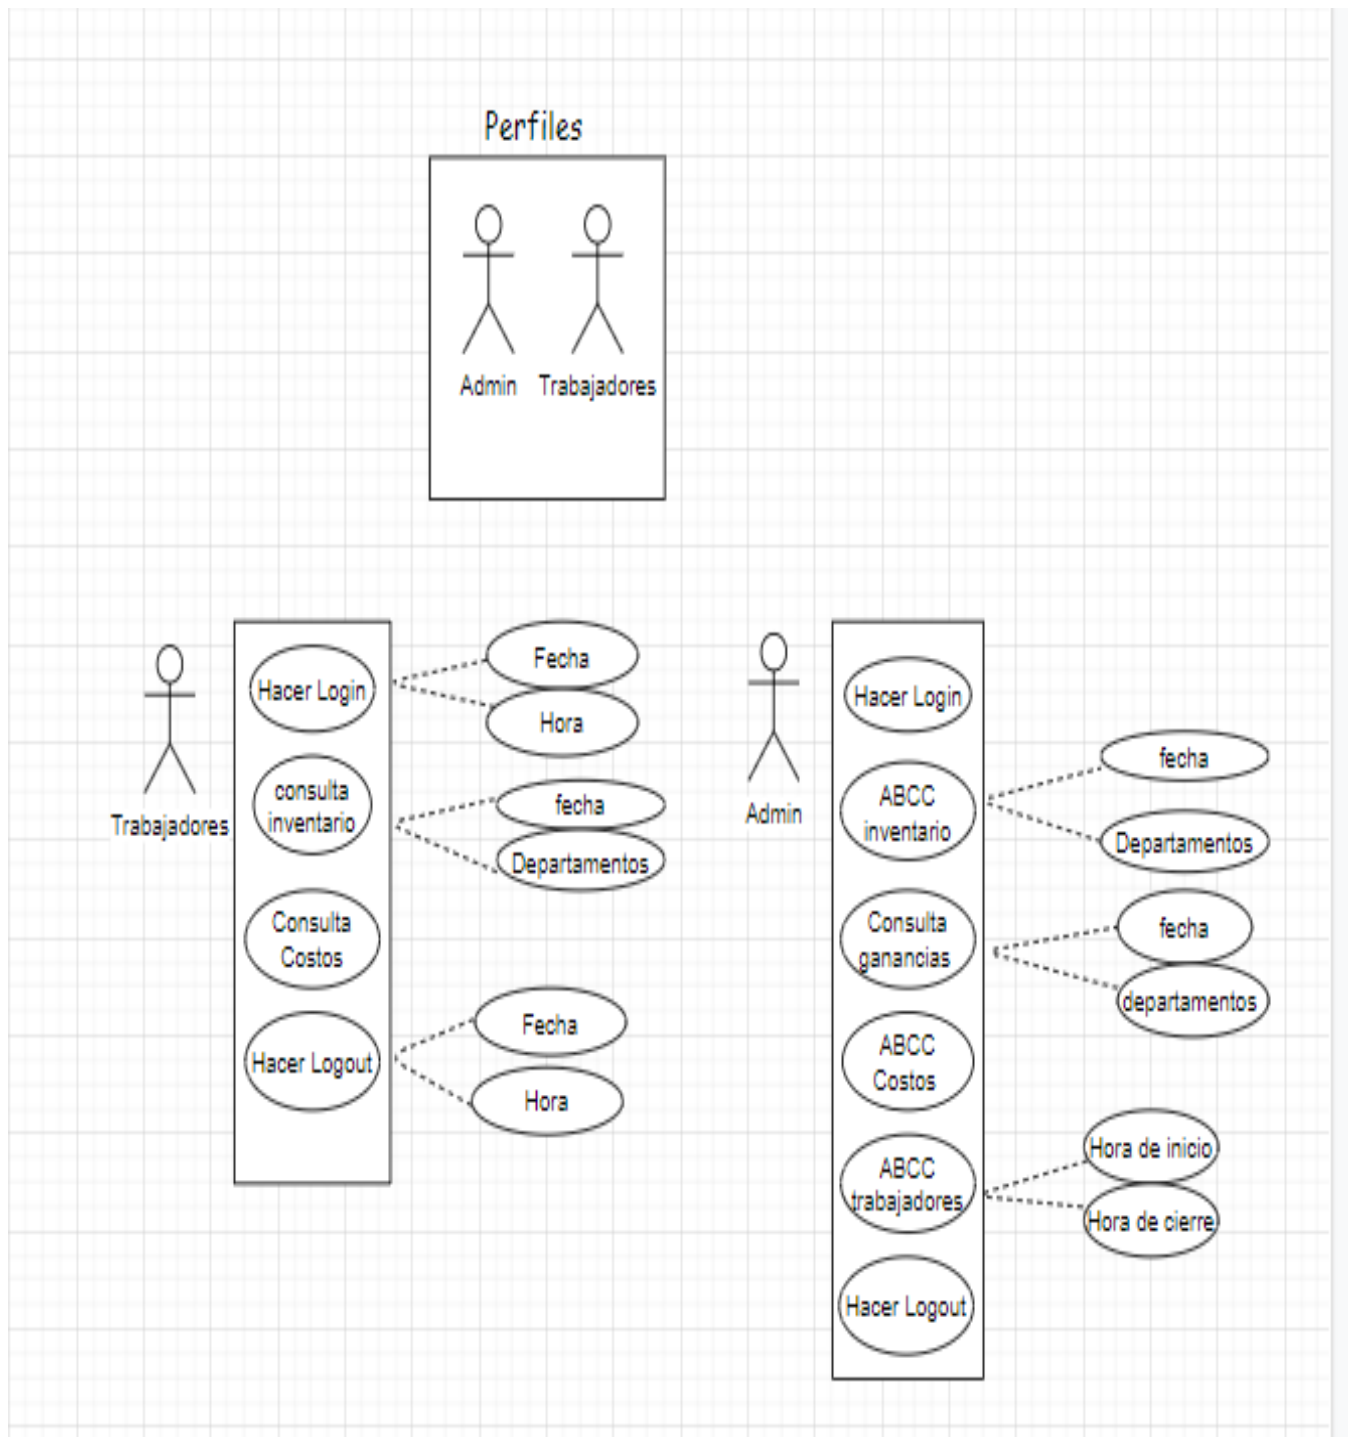 Perfiles
Admin
Trabajadores
Trabajadores
Hacer Login
Fecha
Hora
consulta
inventario
fecha
Departamentos
Consulta
Costos
Hacer Logout
Fecha
Hora
Admin
Hacer Login
ABCC
inventario
fecha
Departamentos
Consulta
ganancias
fecha
departamentos
ABCC
Costos
ABCC
trabajadores
Hora de inicio
Hora de cierre
Hacer Logout